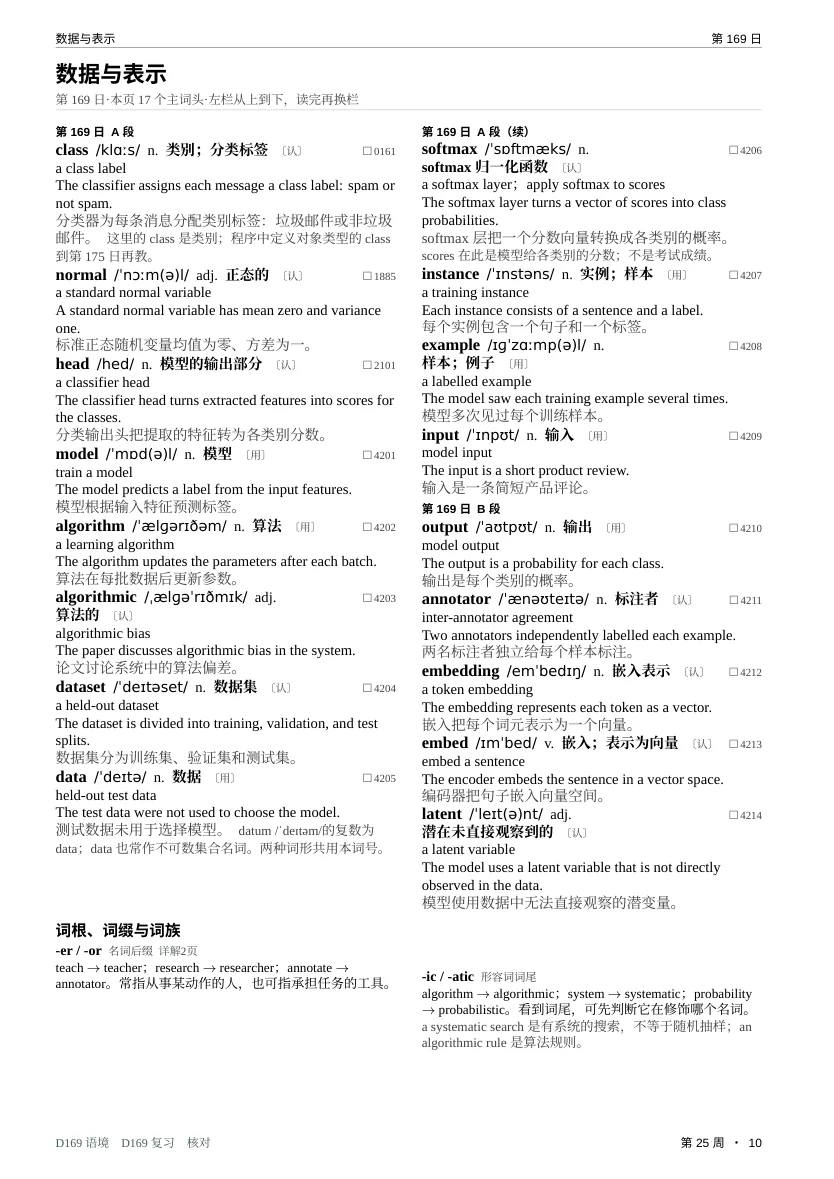 数据与表示
第 169 日
数据与表示
第 169 日·本页 17 个主词头·左栏从上到下，读完再换栏
第 169 日 A 段
class /klɑːs/ n. 类别；分类标签 〔认〕 □0161
a class label
The classifier assigns each message a class label: spam or
not spam.
分类器为每条消息分配类别标签：垃圾邮件或非垃圾
邮件。 这里的 class 是类别；程序中定义对象类型的 class
到第 175 日再教。
normal /ˈnɔːm(ə)l/ adj. 正态的 〔认〕 □1885
a standard normal variable
A standard normal variable has mean zero and variance
one.
标准正态随机变量均值为零、方差为一。
head /hed/ n. 模型的输出部分 〔认〕 □2101
a classifier head
The classifier head turns extracted features into scores for
the classes.
分类输出头把提取的特征转为各类别分数。
model /ˈmɒd(ə)l/ n. 模型 〔用〕 □4201
train a model
The model predicts a label from the input features.
模型根据输入特征预测标签。
algorithm /ˈælɡərɪðəm/ n. 算法 〔用〕 □4202
a learning algorithm
The algorithm updates the parameters after each batch.
算法在每批数据后更新参数。
algorithmic /ˌælɡəˈrɪðmɪk/ adj. □4203
算法的 〔认〕
algorithmic bias
The paper discusses algorithmic bias in the system.
论文讨论系统中的算法偏差。
dataset /ˈdeɪtəset/ n. 数据集 〔认〕 □4204
a held-out dataset
The dataset is divided into training, validation, and test
splits.
数据集分为训练集、验证集和测试集。
data /ˈdeɪtə/ n. 数据 〔用〕 □4205
held-out test data
The test data were not used to choose the model.
测试数据未用于选择模型。 datum /ˈdeɪtəm/的复数为
data；data 也常作不可数集合名词。两种词形共用本词号。
第 169 日 A 段（续）
softmax /ˈsɒftmæks/ n. □4206
softmax 归一化函数 〔认〕
a softmax layer；apply softmax to scores
The softmax layer turns a vector of scores into class
probabilities.
softmax 层把一个分数向量转换成各类别的概率。
scores 在此是模型给各类别的分数；不是考试成绩。
instance /ˈɪnstəns/ n. 实例；样本 〔用〕 □4207
a training instance
Each instance consists of a sentence and a label.
每个实例包含一个句子和一个标签。
example /ɪɡˈzɑːmp(ə)l/ n. □4208
样本；例子 〔用〕
a labelled example
The model saw each training example several times.
模型多次见过每个训练样本。
input /ˈɪnpʊt/ n. 输入 〔用〕 □4209
model input
The input is a short product review.
输入是一条简短产品评论。
第 169 日 B 段
output /ˈaʊtpʊt/ n. 输出 〔用〕 □4210
model output
The output is a probability for each class.
输出是每个类别的概率。
annotator /ˈænəʊteɪtə/ n. 标注者 〔认〕 □4211
inter-annotator agreement
Two annotators independently labelled each example.
两名标注者独立给每个样本标注。
embedding /emˈbedɪŋ/ n. 嵌入表示 〔认〕 □4212
a token embedding
The embedding represents each token as a vector.
嵌入把每个词元表示为一个向量。
embed /ɪmˈbed/ v. 嵌入；表示为向量 〔认〕 □4213
embed a sentence
The encoder embeds the sentence in a vector space.
编码器把句子嵌入向量空间。
latent /ˈleɪt(ə)nt/ adj. □4214
潜在未直接观察到的 〔认〕
a latent variable
The model uses a latent variable that is not directly
observed in the data.
模型使用数据中无法直接观察的潜变量。
词根、词缀与词族
-er / -or 名词后缀 详解2页
teach → teacher；research → researcher；annotate →
annotator。常指从事某动作的人，也可指承担任务的工具。
-ic / -atic 形容词词尾
algorithm → algorithmic；system → systematic；probability
→ probabilistic。看到词尾，可先判断它在修饰哪个名词。
a systematic search 是有系统的搜索，不等于随机抽样；an
algorithmic rule 是算法规则。
D169 语境 D169 复习 核对
第 25 周 · 10